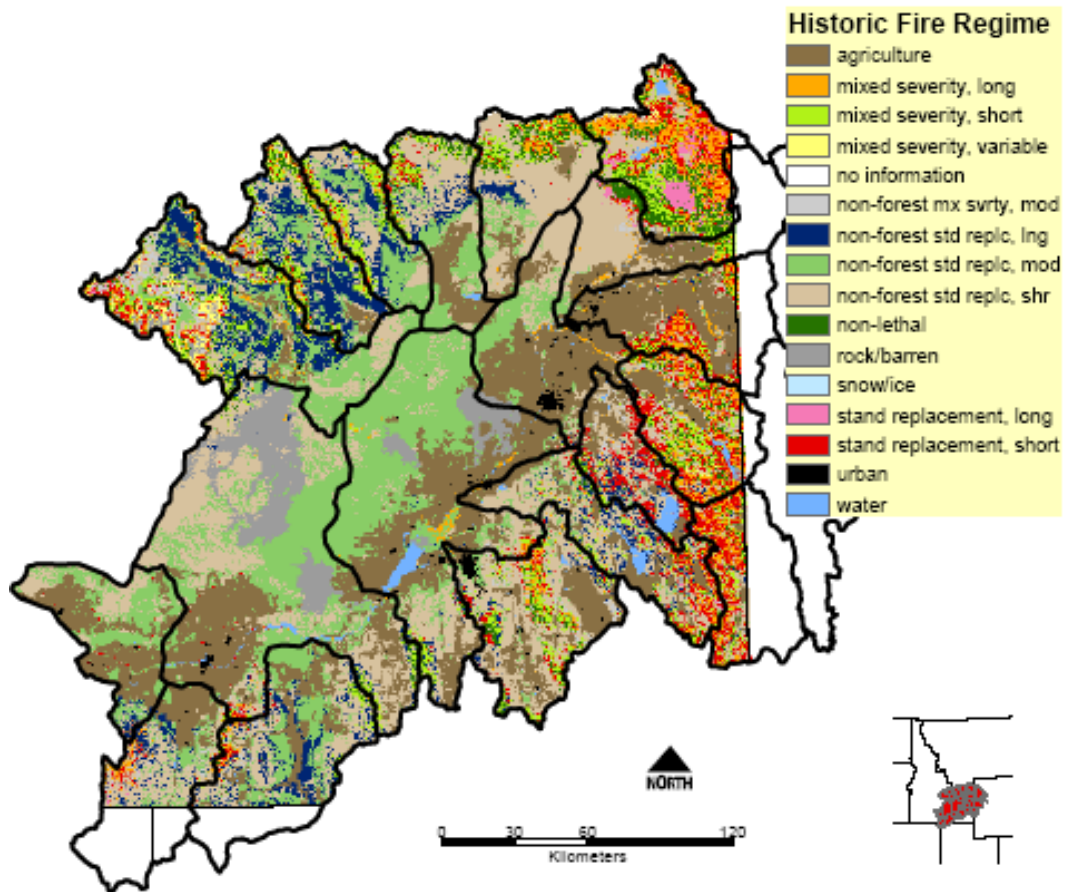 Historic Fire Regime
agriculture
mixed severity, long
mixed severity, short
mixed severity, variable
no information
non-forest mx svrty, mod
non-forest std replc, lng
non-forest std replc, mod
non-forest std replc, shr
non-lethal
rock/barren
snow/ice
stand replacement, long
stand replacement, short
urban
water
NORTH
0 30 60 120
Kilometers